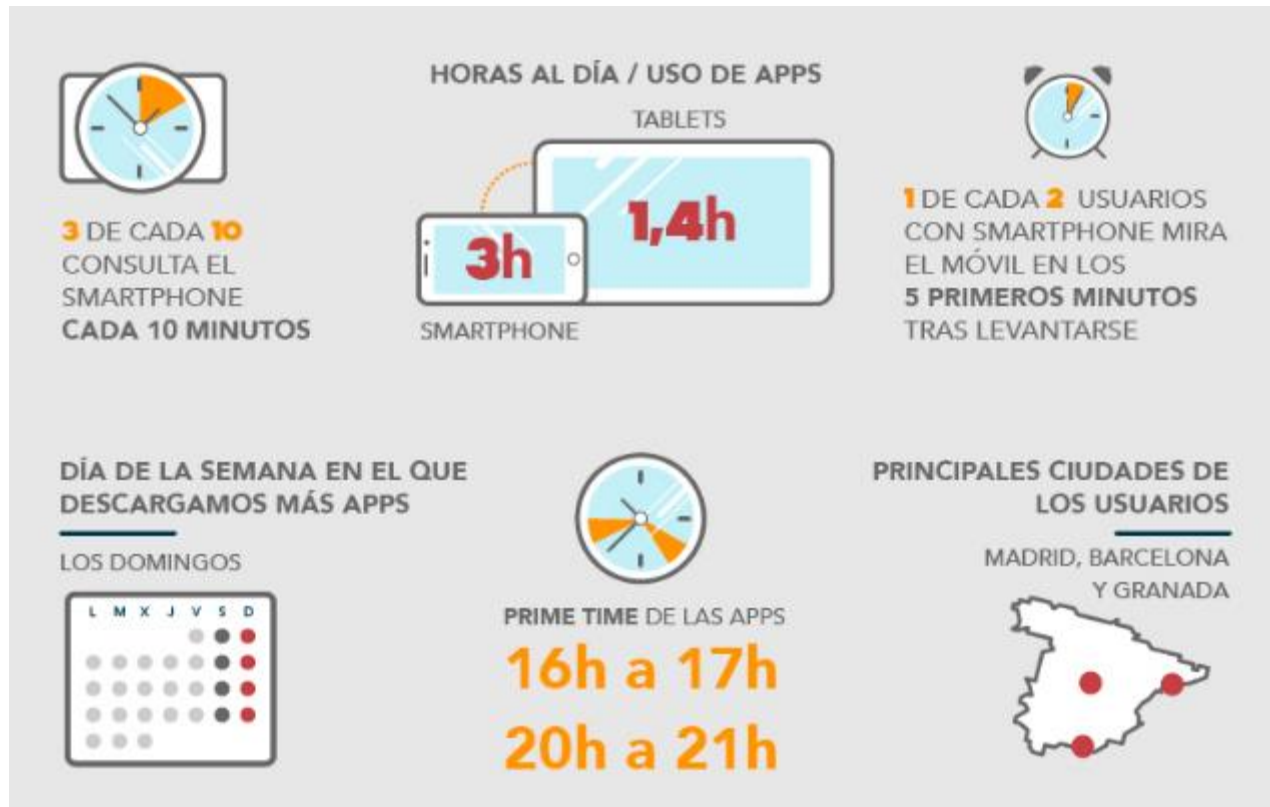 3 DE CADA 10
CONSULTA EL
SMARTPHONE
CADA 10 MINUTOS
HORAS AL DÍA / USO DE APPS
TABLETS
1,4h
3h
SMARTPHONE
1 DE CADA 2 USUARIOS
CON SMARTPHONE MIRA
EL MÓVIL EN LOS
5 PRIMEROS MINUTOS
TRAS LEVANTARSE
DÍA DE LA SEMANA EN EL QUE
DESCARGAMOS MÁS APPS
LOS DOMINGOS
L M X J V S D
PRIME TIME DE LAS APPS
16h a 17h
20h a 21h
PRINCIPALES CIUDADES DE
LOS USUARIOS
MADRID, BARCELONA
Y GRANADA